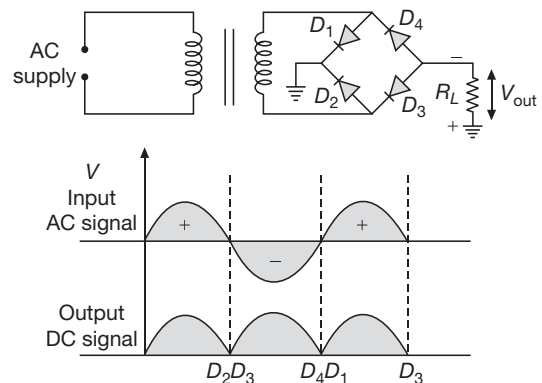 D1
D4
AC
supply
D2
D3
−
RL
Vout
+
V
Input
AC signal
+
−
+
Output
DC signal
D2D3
D4D1
D3